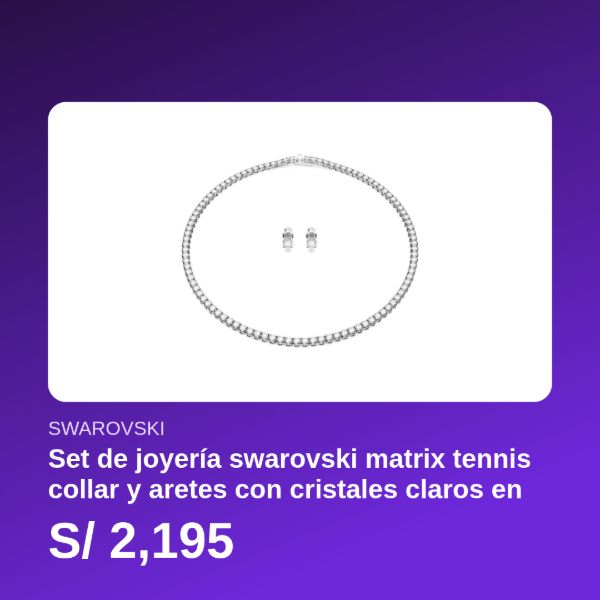 SWAROVSKI
Set de joyería swarovski matrix tennis
collar y aretes con cristales claros en
S/ 2,195